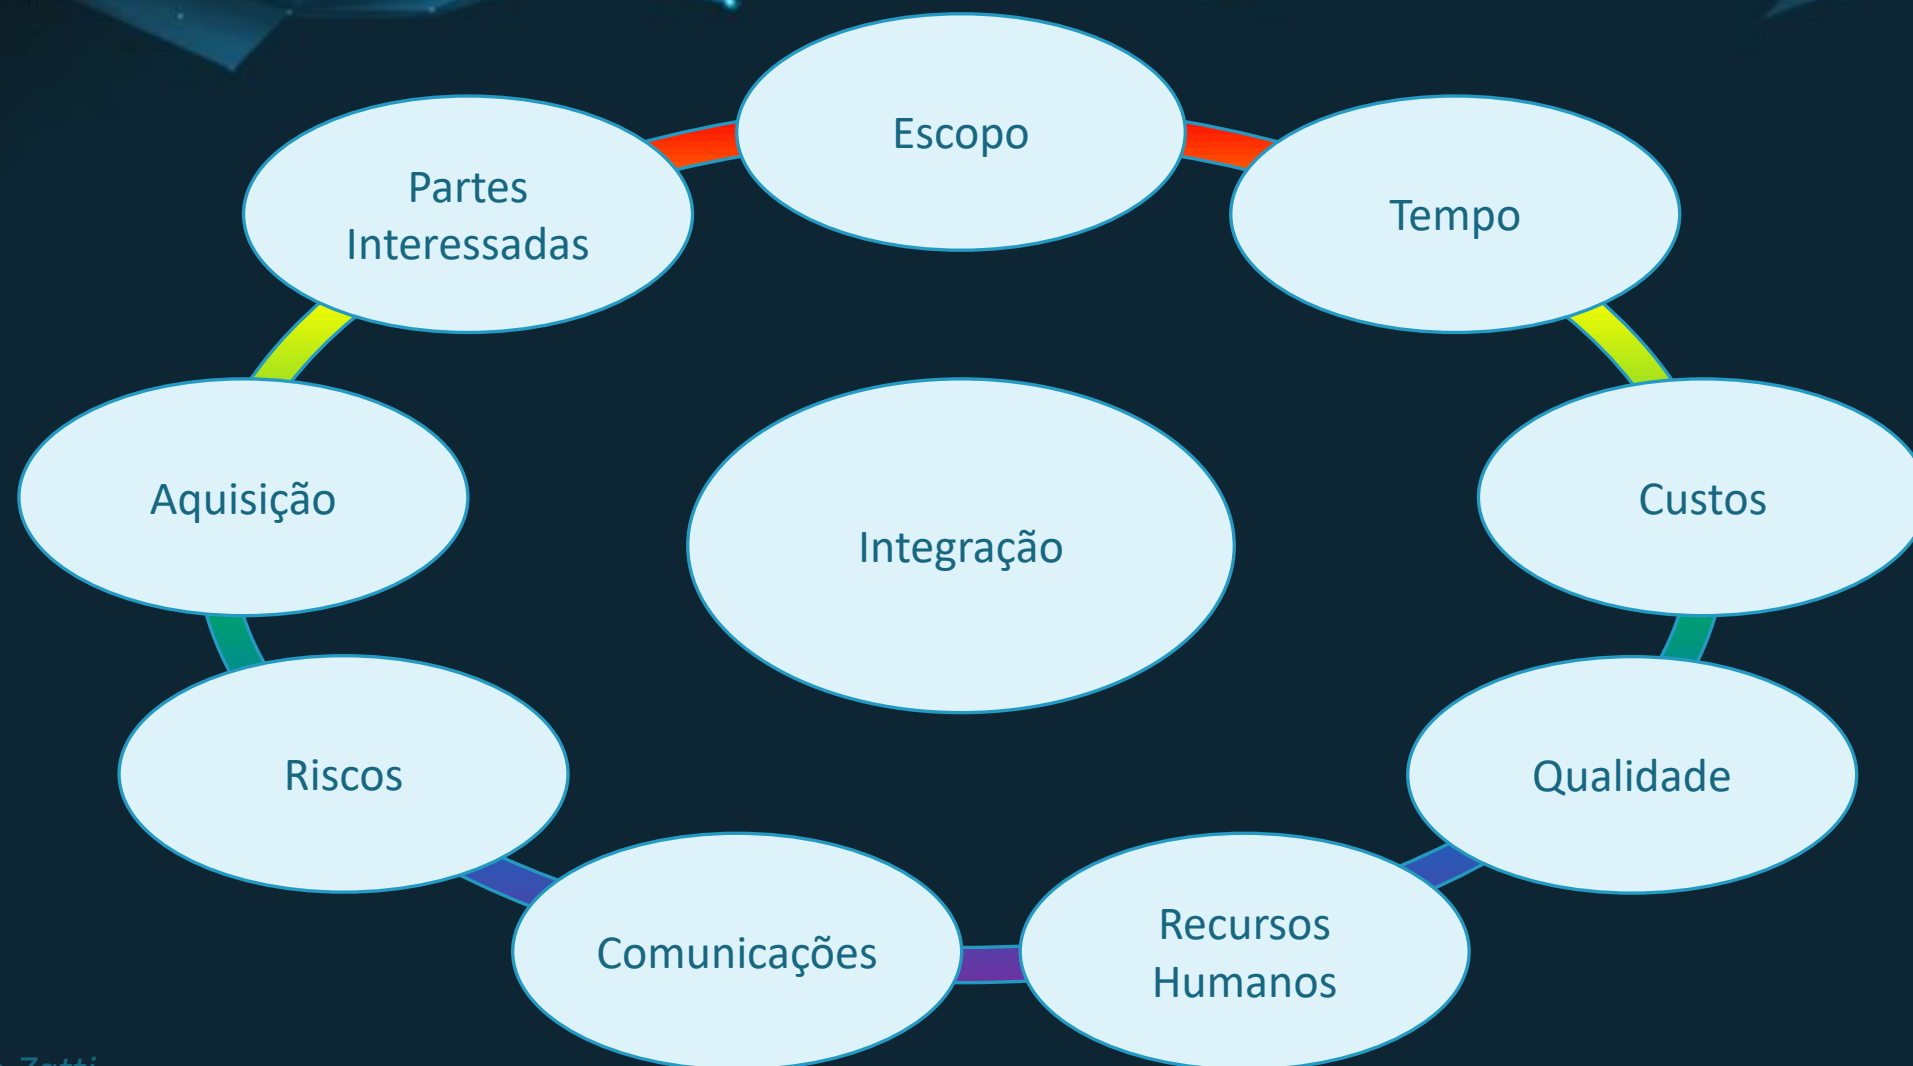 Escopo
Tempo
Custos
Qualidade
Recursos
Humanos
Comunicações
Riscos
Aquisição
Partes
Interessadas
Integração